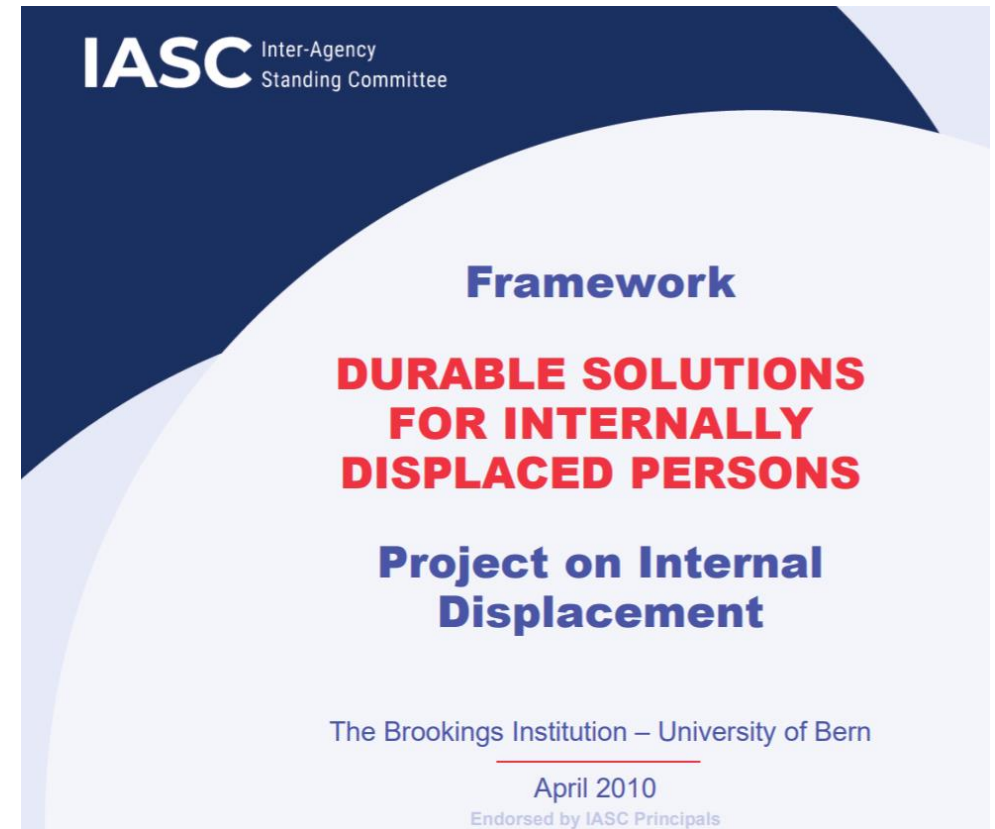 IASC Inter-Agency
Standing Committee
Framework
DURABLE SOLUTIONS
FOR INTERNALLY
DISPLACED PERSONS
Project on Internal
Displacement
The Brookings Institution – University of Bern
April 2010
Endorsed by IASC Principals